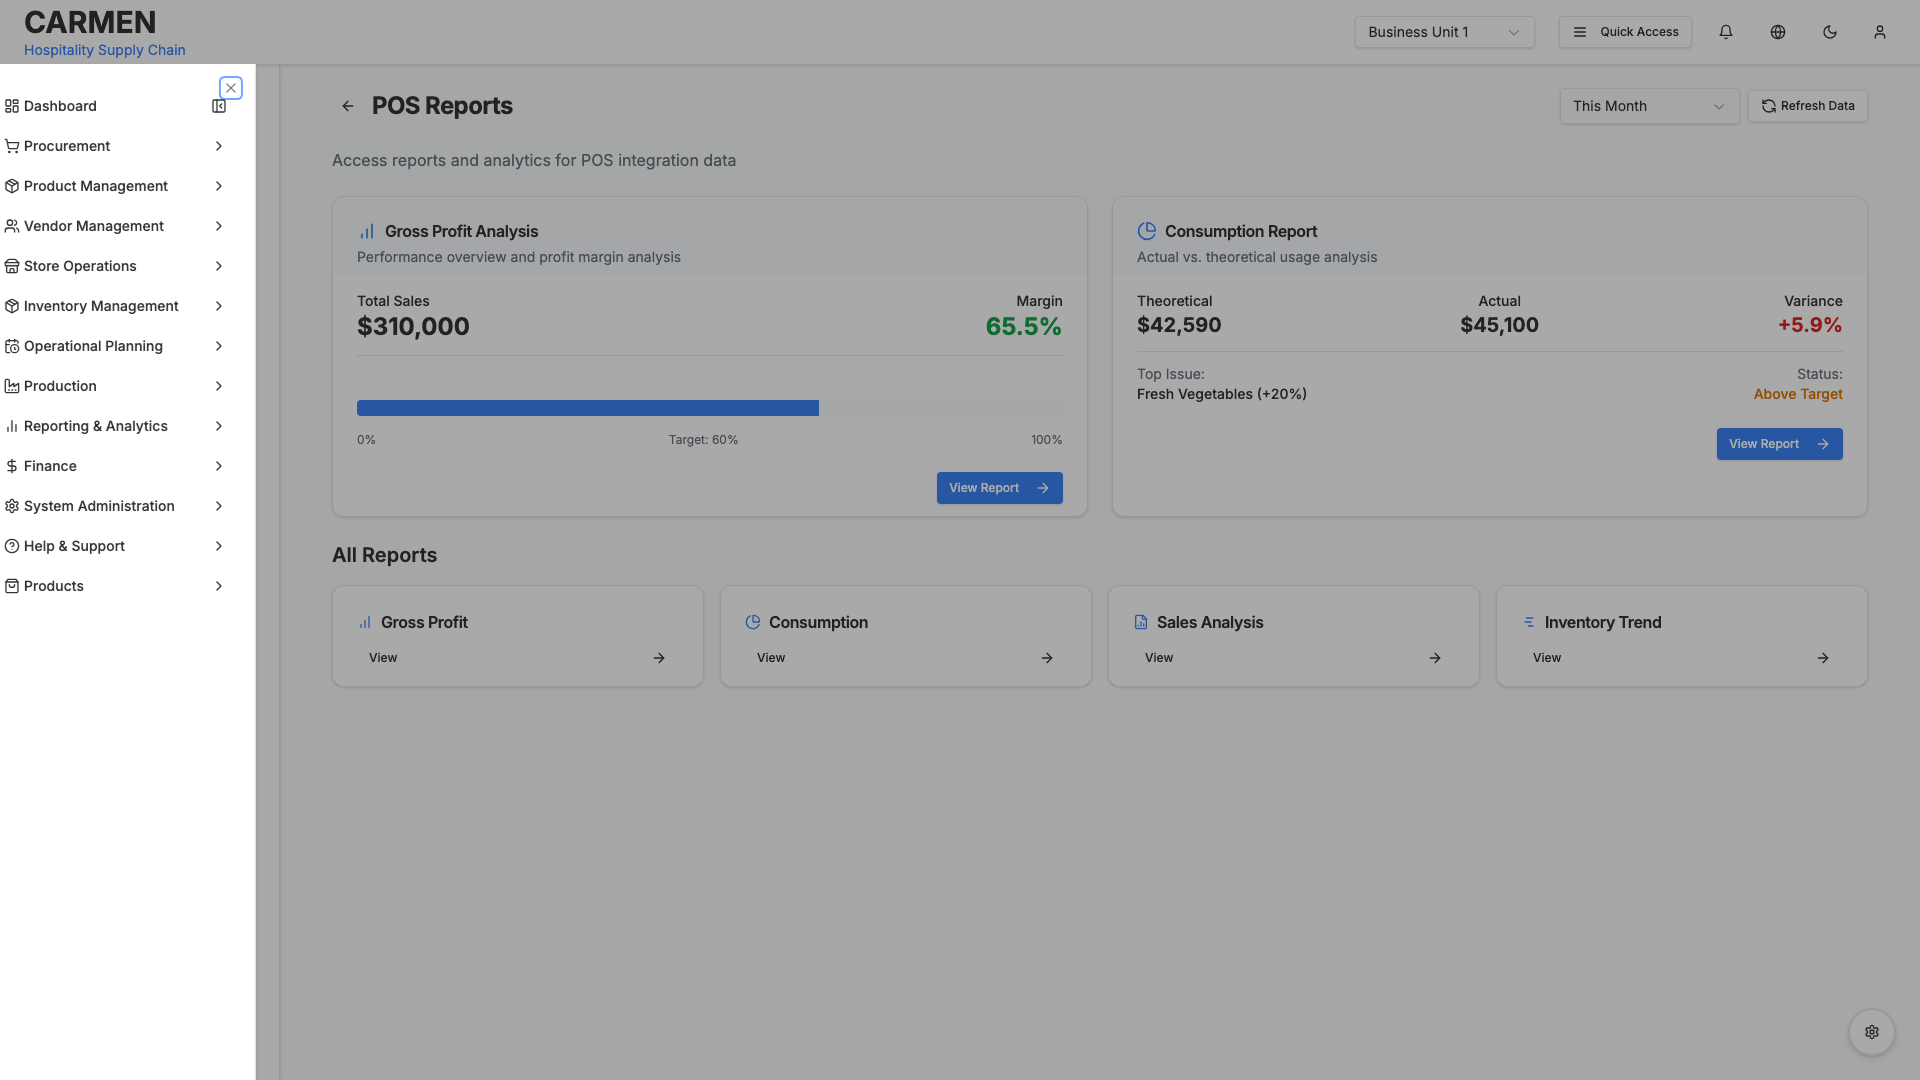 CARMEN
Hospitality Supply Chain
Business Unit 1
Quick Access
Dashboard
Procurement
Product Management
Vendor Management
Store Operations
Inventory Management
Operational Planning
Production
Reporting & Analytics
Finance
System Administration
Help & Support
Products
POS Reports
This Month
Refresh Data
Access reports and analytics for POS integration data
Gross Profit Analysis
Performance overview and profit margin analysis
Total Sales
Margin
$310,000
65.5%
0%
Target: 60%
100%
View Report
Consumption Report
Actual vs. theoretical usage analysis
Theoretical
Actual
Variance
$42,590
$45,100
+5.9%
Top Issue:
Status:
Fresh Vegetables (+20%)
Above Target
View Report
All Reports
Gross Profit
View
Consumption
View
Sales Analysis
View
Inventory Trend
View